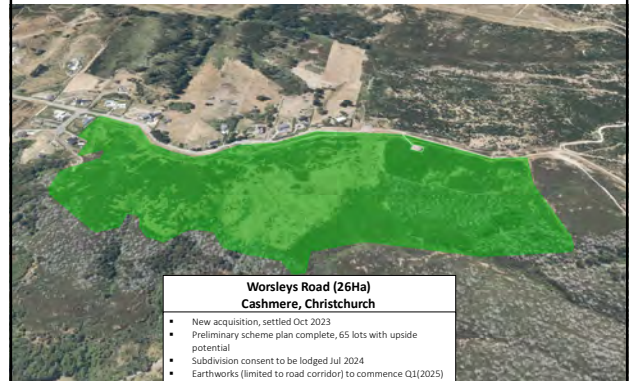 Worsleys Road (26Ha)
Cashmere, Christchurch
▪ New acquisition, settled Oct 2023
▪ Preliminary scheme plan complete, 65 lots with upside
potential
▪ Subdivision consent to be lodged Jul 2024
▪ Earthworks (limited to road corridor) to commence Q1(2025)